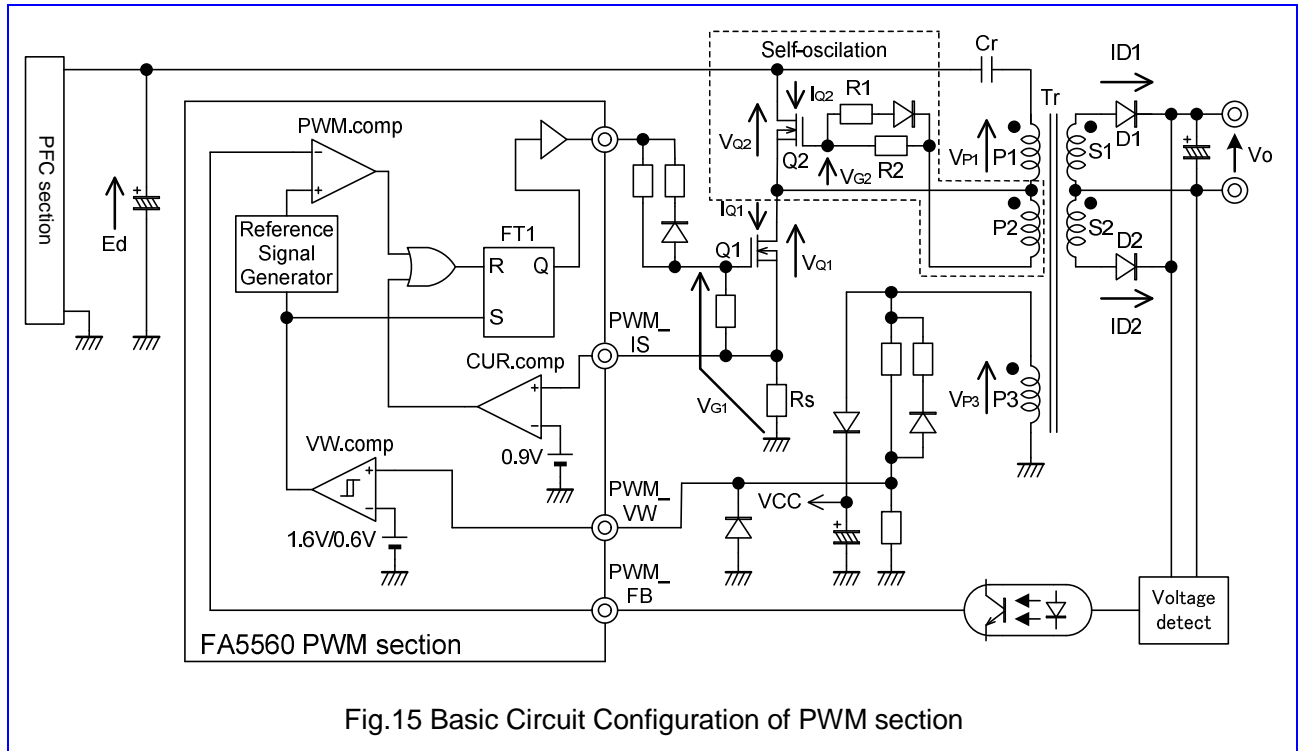 Self-oscilation
Cr
ID1
PFC section
Ed
PWM.comp
IQ2
R1
Tr
VQ2
Q2
R2
VG2
VP1
P1
S1
D1
Vo
Reference
Signal
Generator
FT1
R
Q
S
IQ1
Q1
VQ1
P2
S2
D2
ID2
PWM_
IS
CUR.comp
0.9V
VG1
Rs
VP3
P3
VW.comp
1.6V/0.6V
PWM_
VW
VCC
PWM_
FB
Voltage
detect
FA5560 PWM section
Fig.15 Basic Circuit Configuration of PWM section